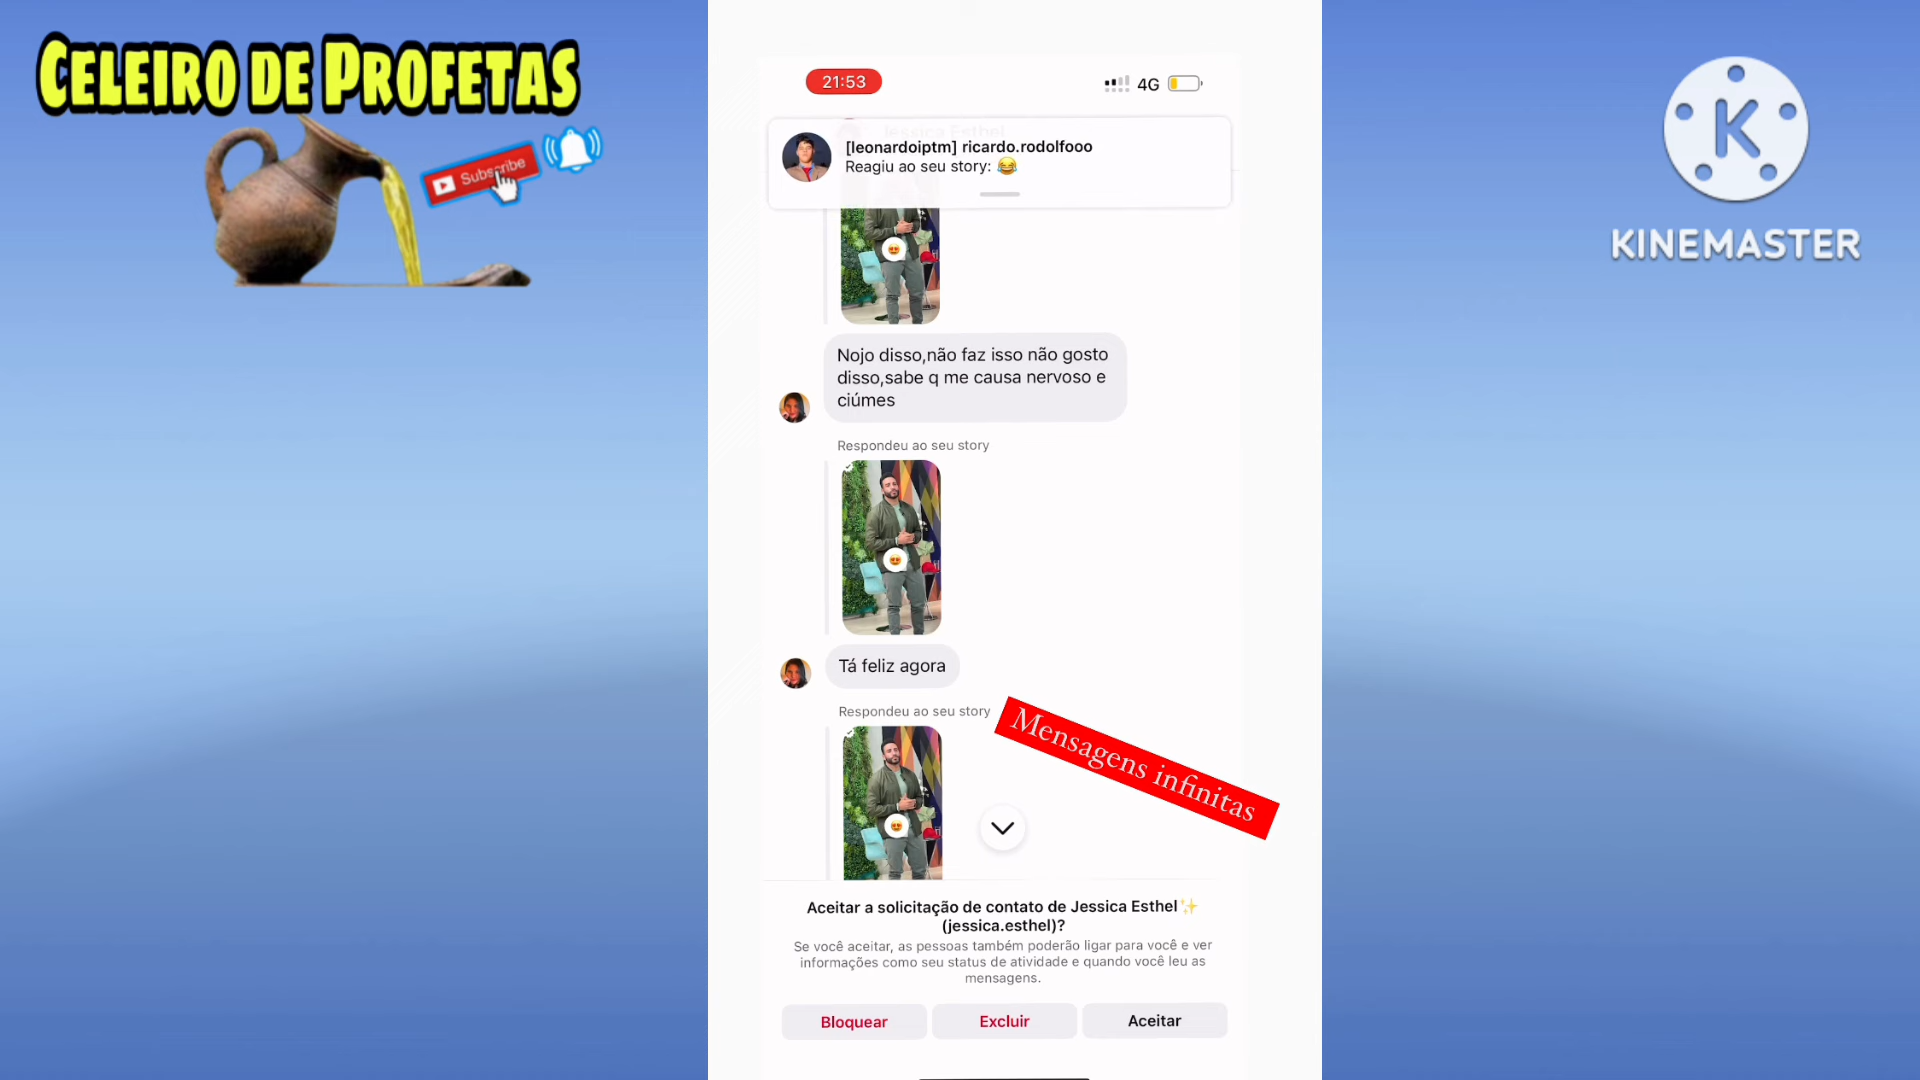 CELEIRO DE PROFETAS
Subscribe
K
KINEMASTER
21:53
4G
Jessica Esthel
[leonardoiptm] ricardo.rodolfooo
Reagiu ao seu story: 😂
Nojo disso,não faz isso não gosto
disso,sabe q me causa nervoso e
ciúmes
Respondeu ao seu story
Tá feliz agora
Respondeu ao seu story
Mensagens infinitas
Aceitar a solicitação de contato de Jessica Esthel✨
(jessica.esthel)?
Se você aceitar, as pessoas também poderão ligar para você e ver
informações como seu status de atividade e quando você leu as
mensagens.
Bloquear
Excluir
Aceitar